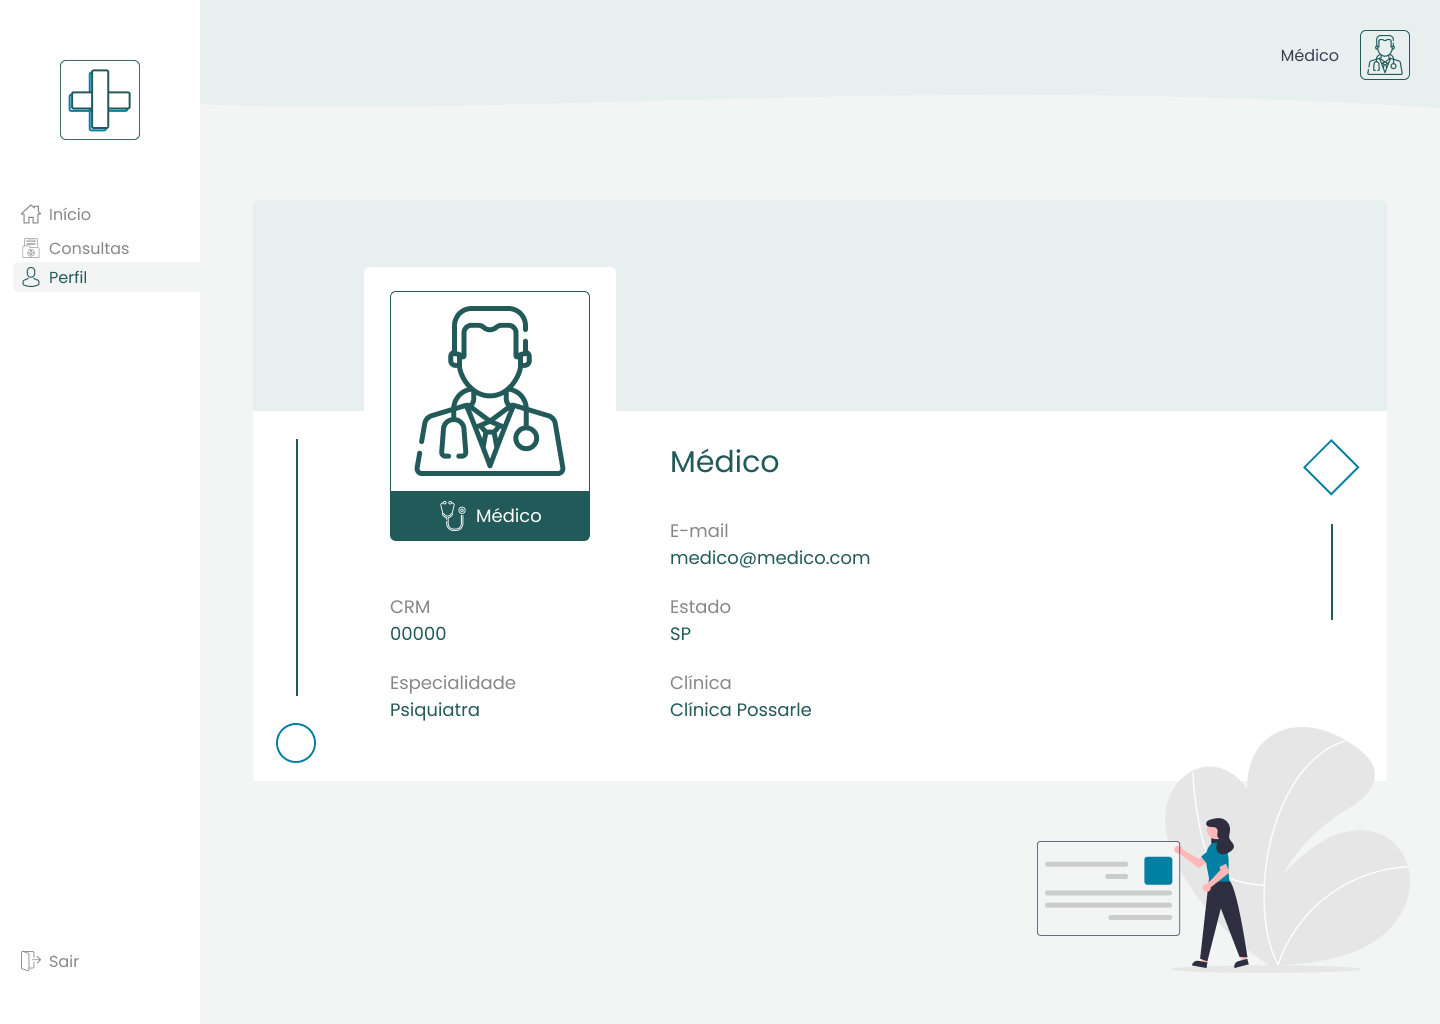 Médico
Início
Consultas
Perfil
Médico
Médico
E-mail
medico@medico.com
CRM
00000
Estado
SP
Especialidade
Psiquiatra
Clínica
Clínica Possarle
Sair